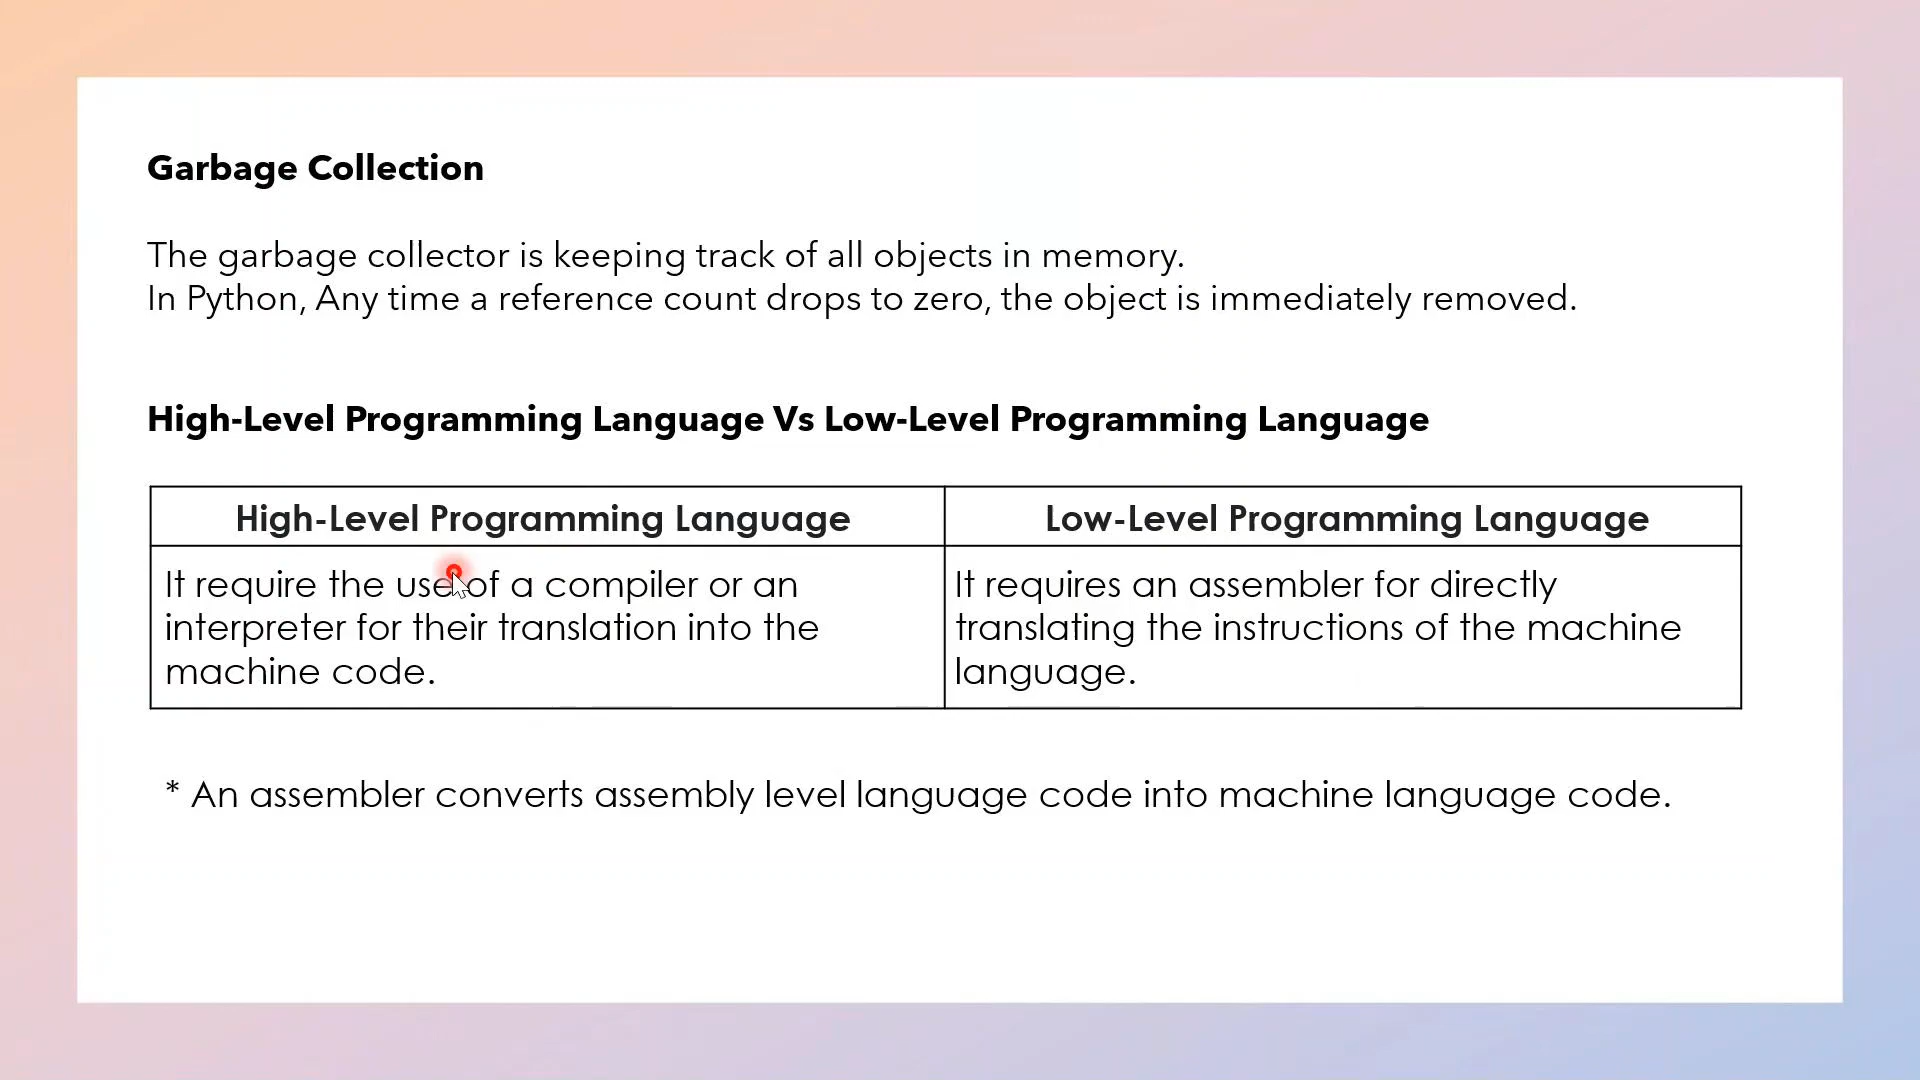 Garbage Collection
The garbage collector is keeping track of all objects in memory.
In Python, Any time a reference count drops to zero, the object is immediately removed.
High-Level Programming Language Vs Low-Level Programming Language
High-Level Programming Language
Low-Level Programming Language
It require the use of a compiler or an
interpreter for their translation into the
machine code.
It requires an assembler for directly
translating the instructions of the machine
language.
* An assembler converts assembly level language code into machine language code.